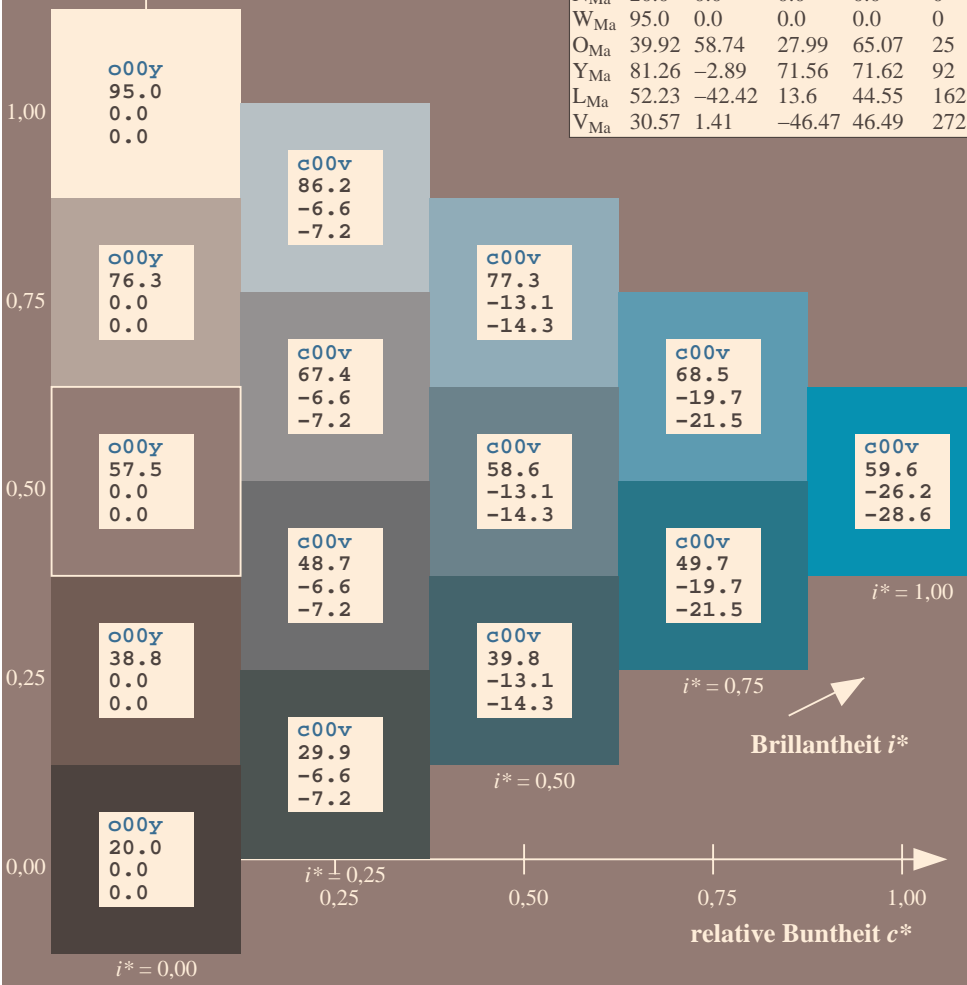 W Ma 95.0 0.0 0.0 0.0 0
O Ma 39.92 58.74 27.99 65.07 25
Y Ma 81.26 −2.89 71.56 71.62 92
L Ma 52.23 −42.42 13.6 44.55 162
V Ma 30.57 1.41 −46.47 46.49 272
1,00
o00y
95.0
0.0
0.0
c00v
86.2
−6.6
−7.2
0,75
o00y
76.3
0.0
0.0
c00v
77.3
−13.1
−14.3
c00v
67.4
−6.6
−7.2
c00v
68.5
−19.7
−21.5
0,50
o00y
57.5
0.0
0.0
c00v
58.6
−13.1
−14.3
c00v
59.6
−26.2
−28.6
i* = 1,00
c00v
48.7
−6.6
−7.2
c00v
49.7
−19.7
−21.5
i* = 0,75
0,25
o00y
38.8
0.0
0.0
c00v
39.8
−13.1
−14.3
i* = 0,50
Brillantheit i*
c00v
29.9
−6.6
−7.2
i* = 0,25
0,00
o00y
20.0
0.0
0.0
i* = 0,00
0,25 0,50 0,75 1,00
relative Buntheit c*